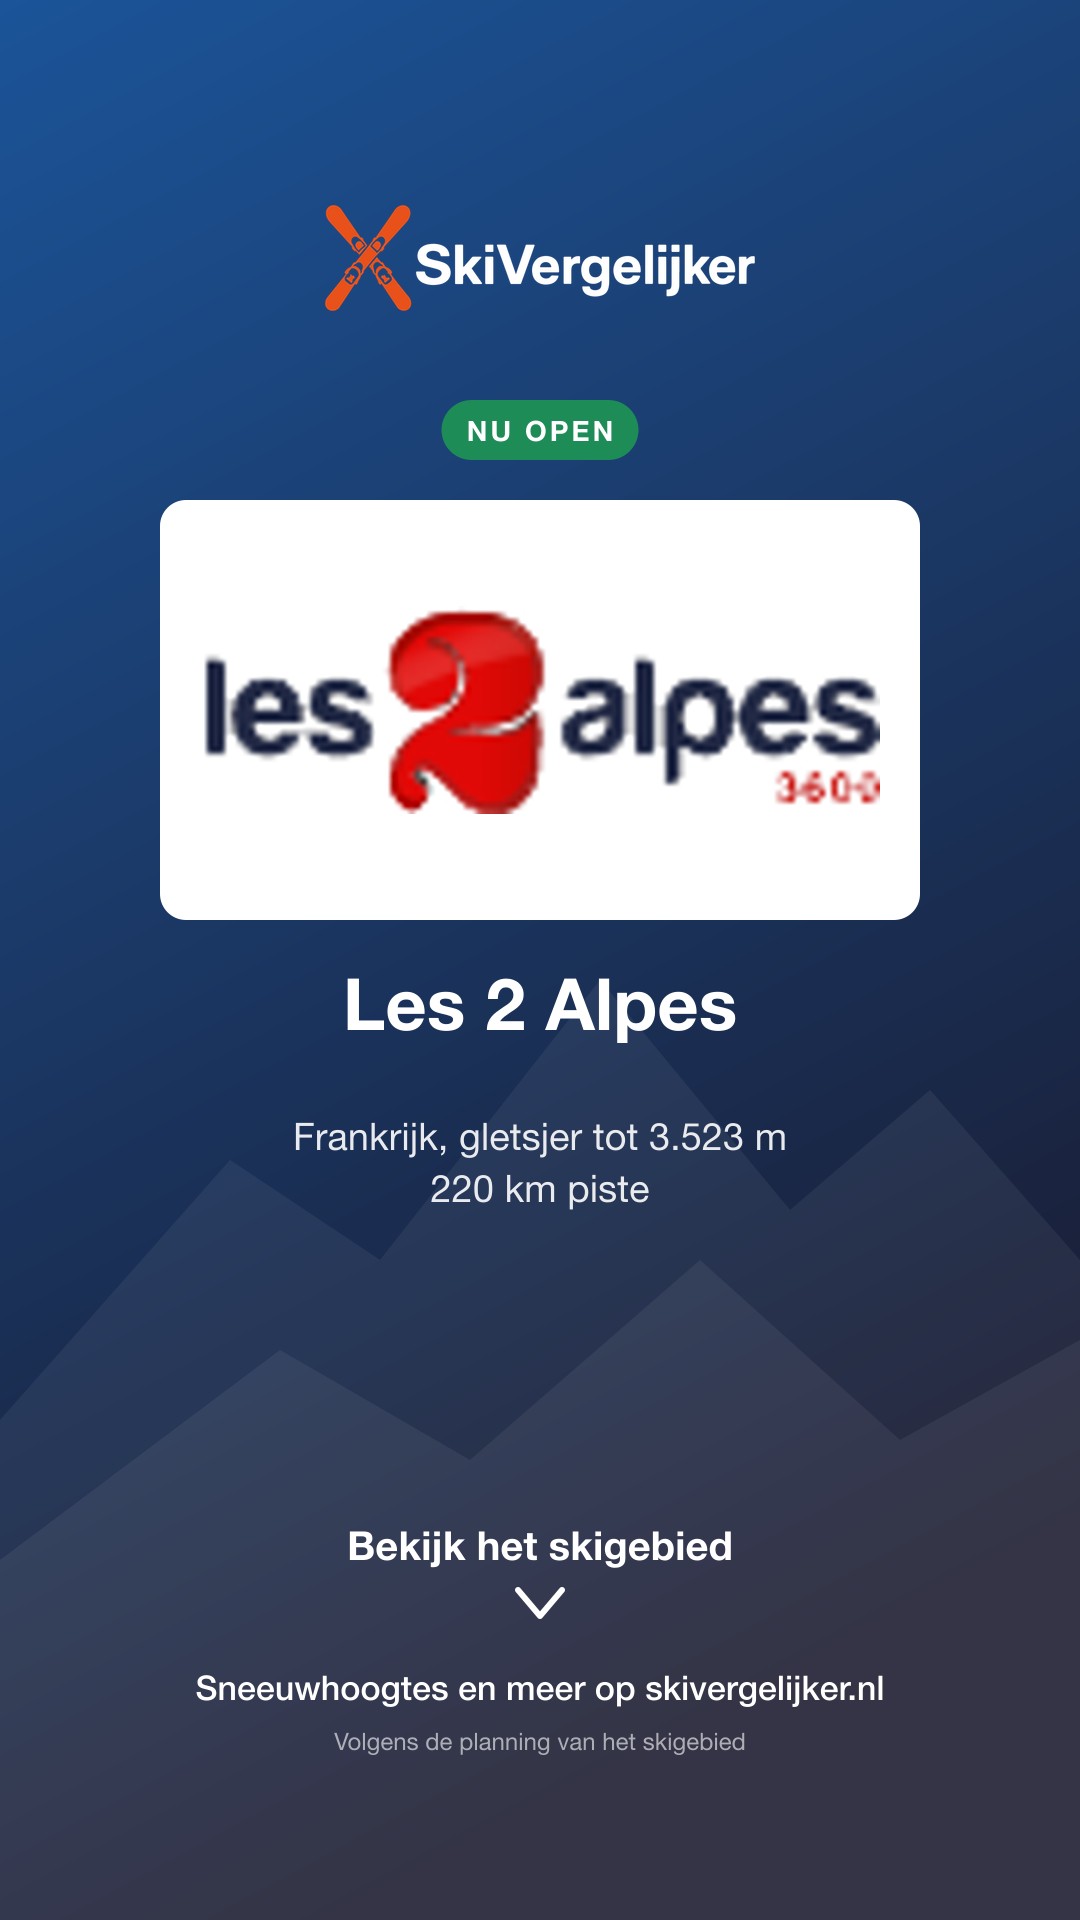 SkiVergelijker
NU OPEN
les 2 alpes
3600
Les 2 Alpes
Frankrijk, gletsjer tot 3.523 m
220 km piste
Bekijk het skigebied
Sneeuwhoogtes en meer op skivergelijker.nl
Volgens de planning van het skigebied